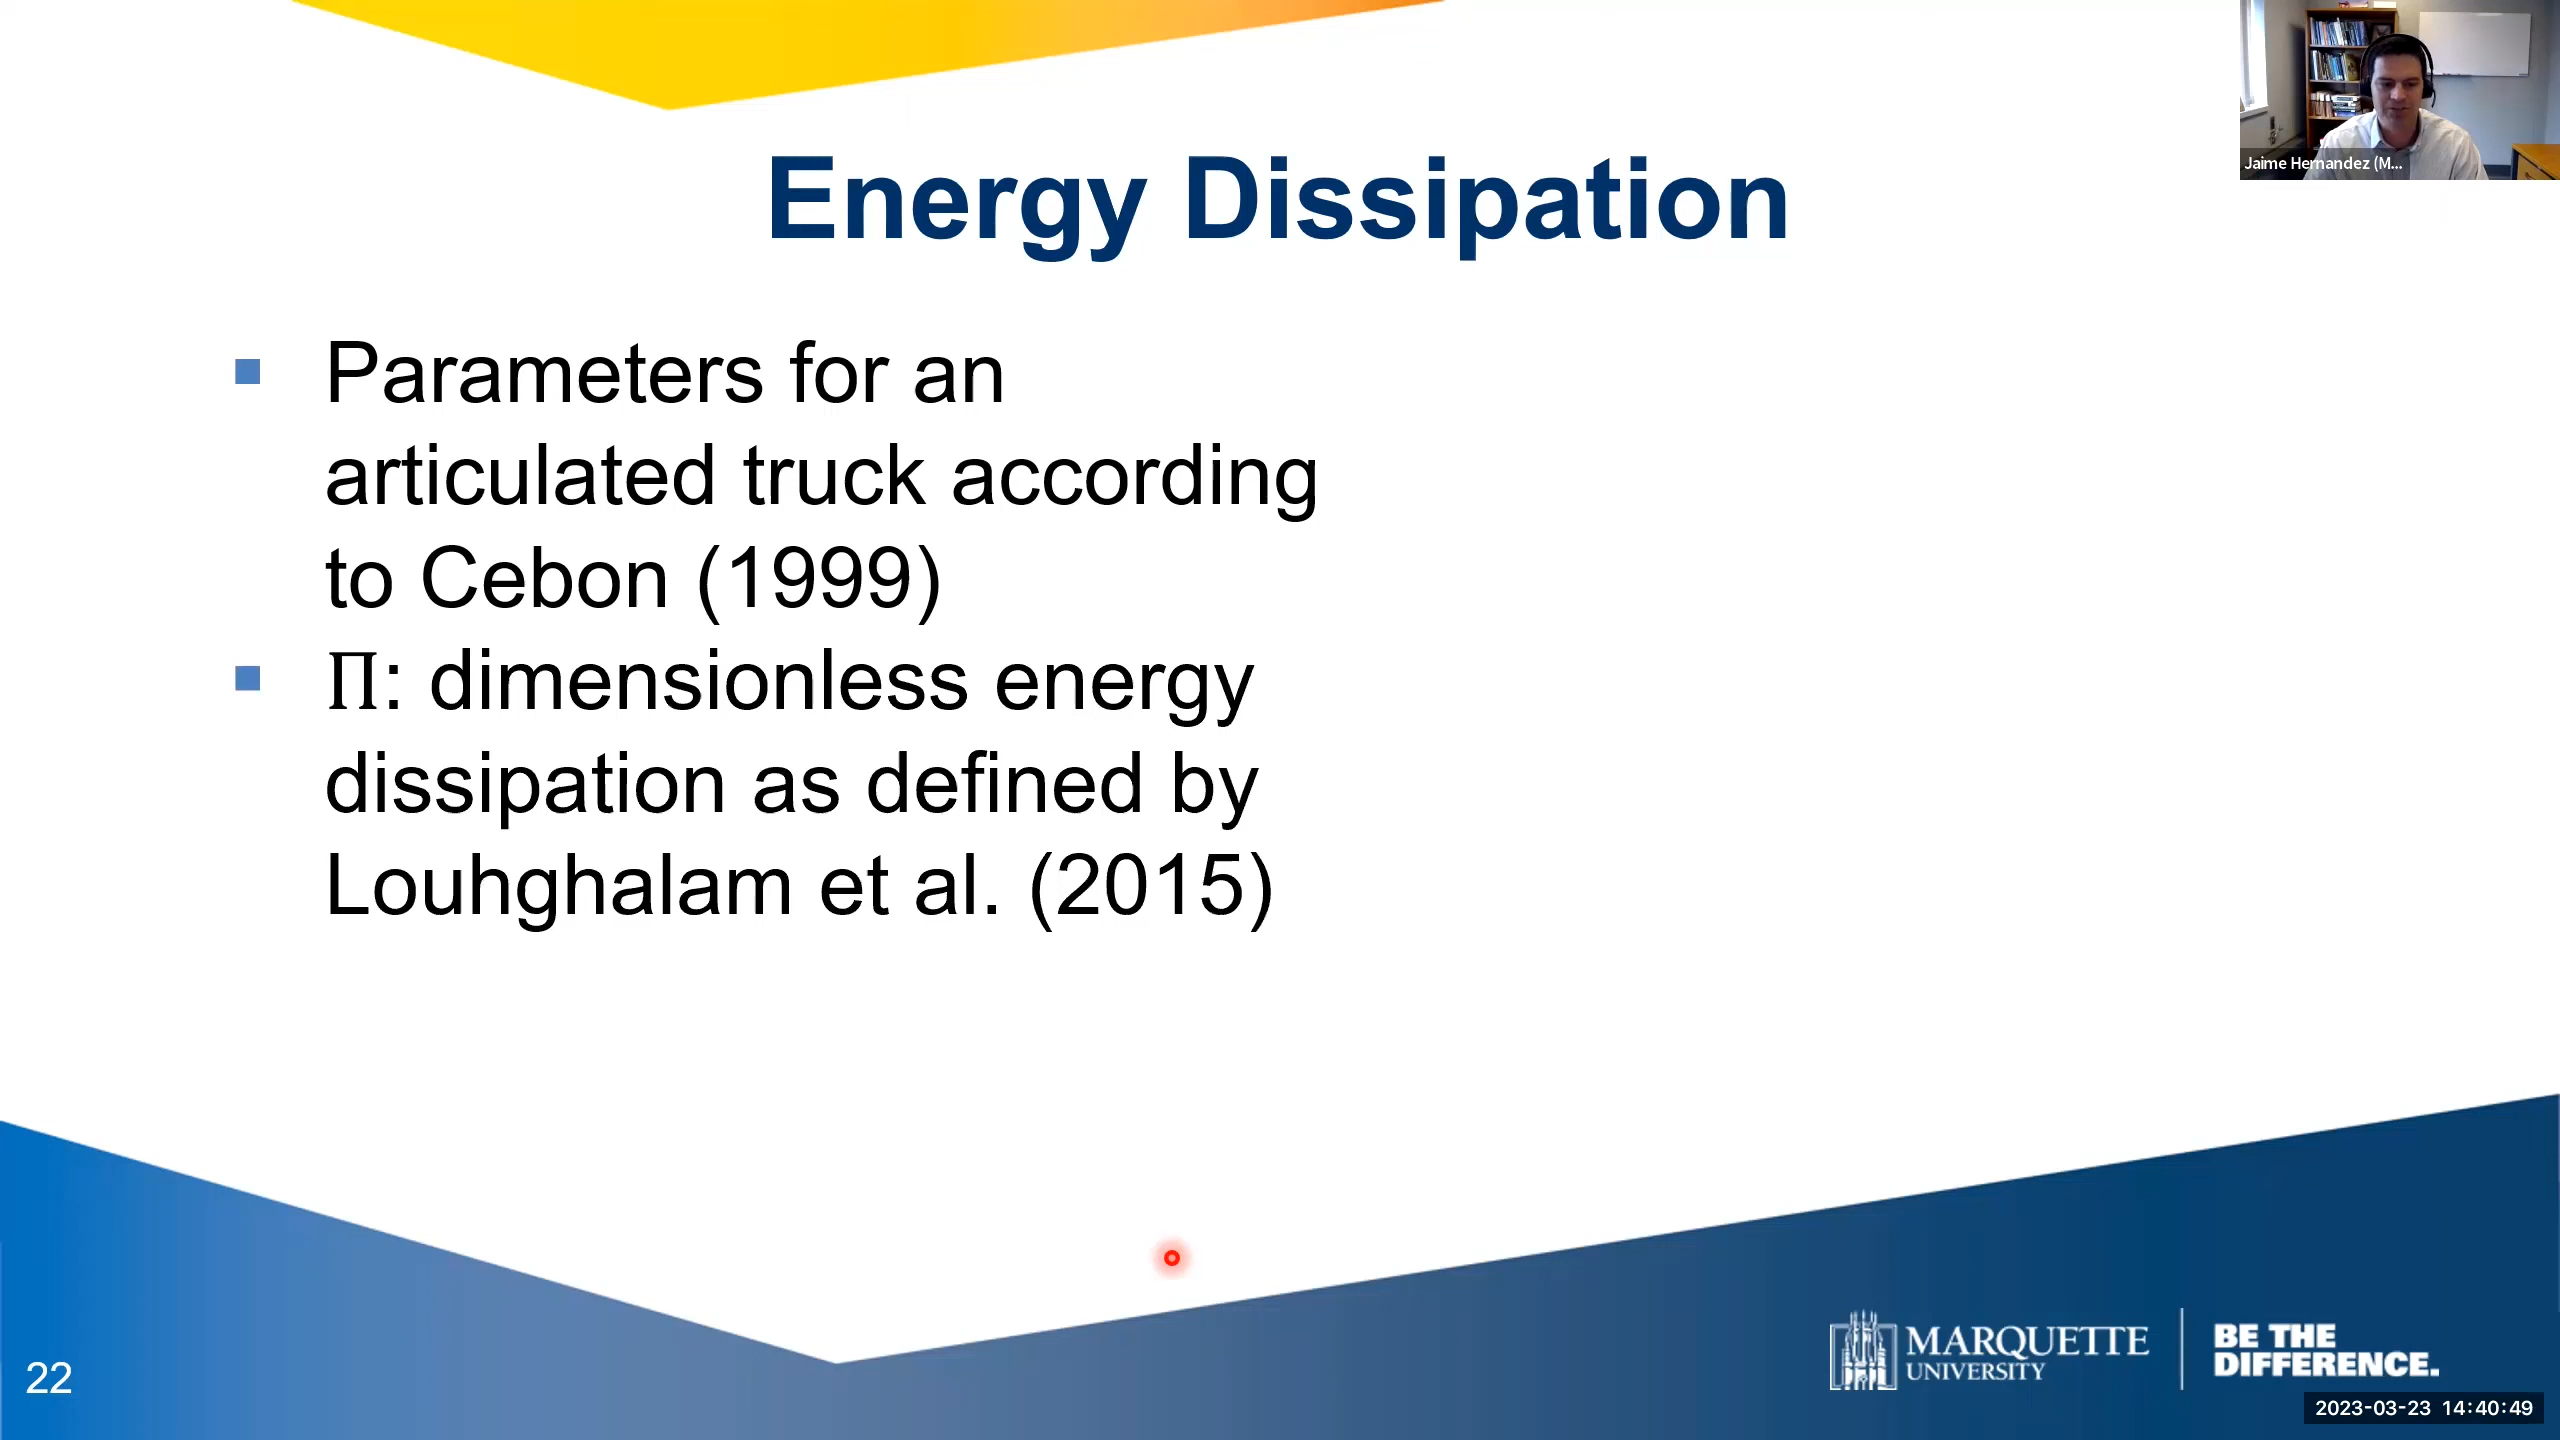 Jaime Hernandez (M...
Energy Dissipation
Parameters for an
articulated truck according
to Cebon (1999)
Π: dimensionless energy
dissipation as defined by
Louhghalam et al. (2015)
22
MARQUETTE
UNIVERSITY
BE THE
DIFFERENCE.
2023-03-23 14:40:49